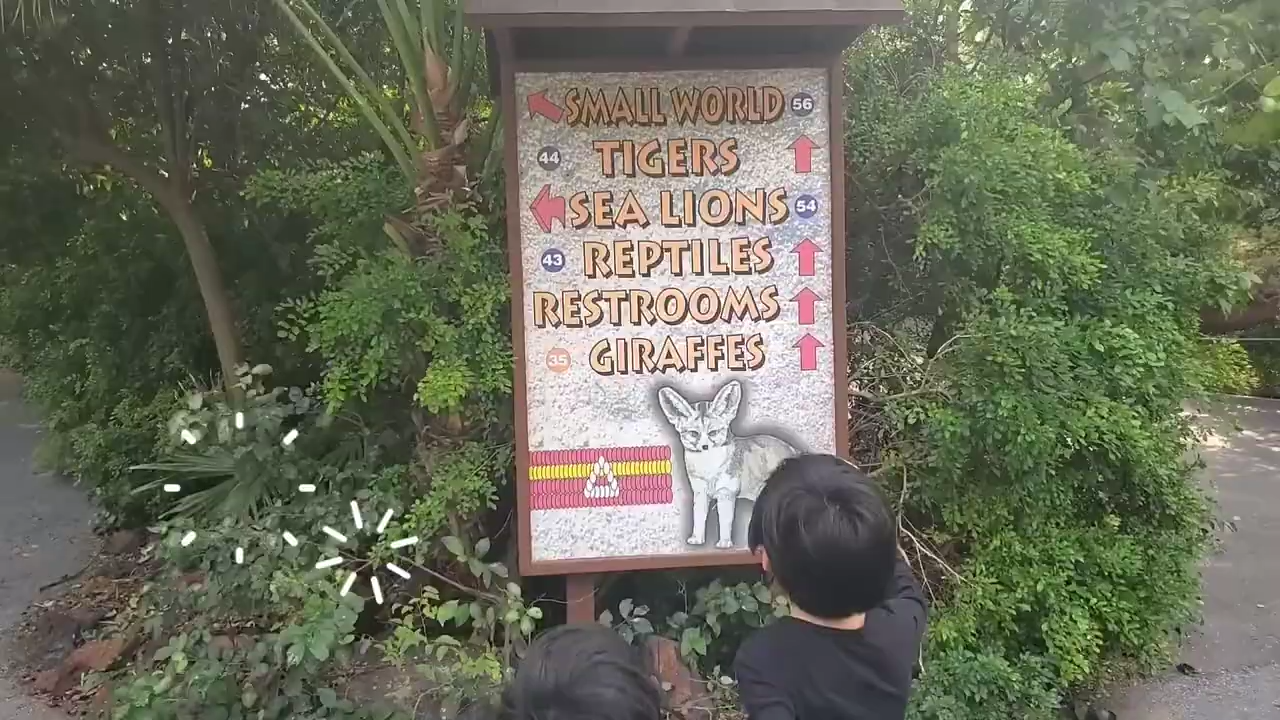 SMALL WORLD 56
44 TIGERS
SEA LIONS 54
43 REPTILES
RESTROOMS
35 GIRAFFES